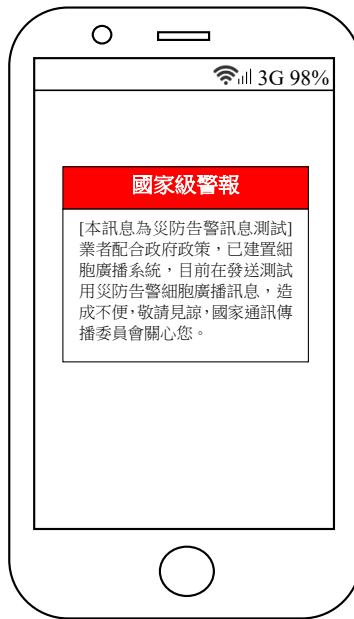 3G 98%
國家級警報
[本訊息為災防告警訊息測試]
業者配合政府政策，已建置細
胞廣播系統，目前在發送測試
用災防告警細胞廣播訊息，造
成不便，敬請見諒，國家通訊傳
播委員會關心您。